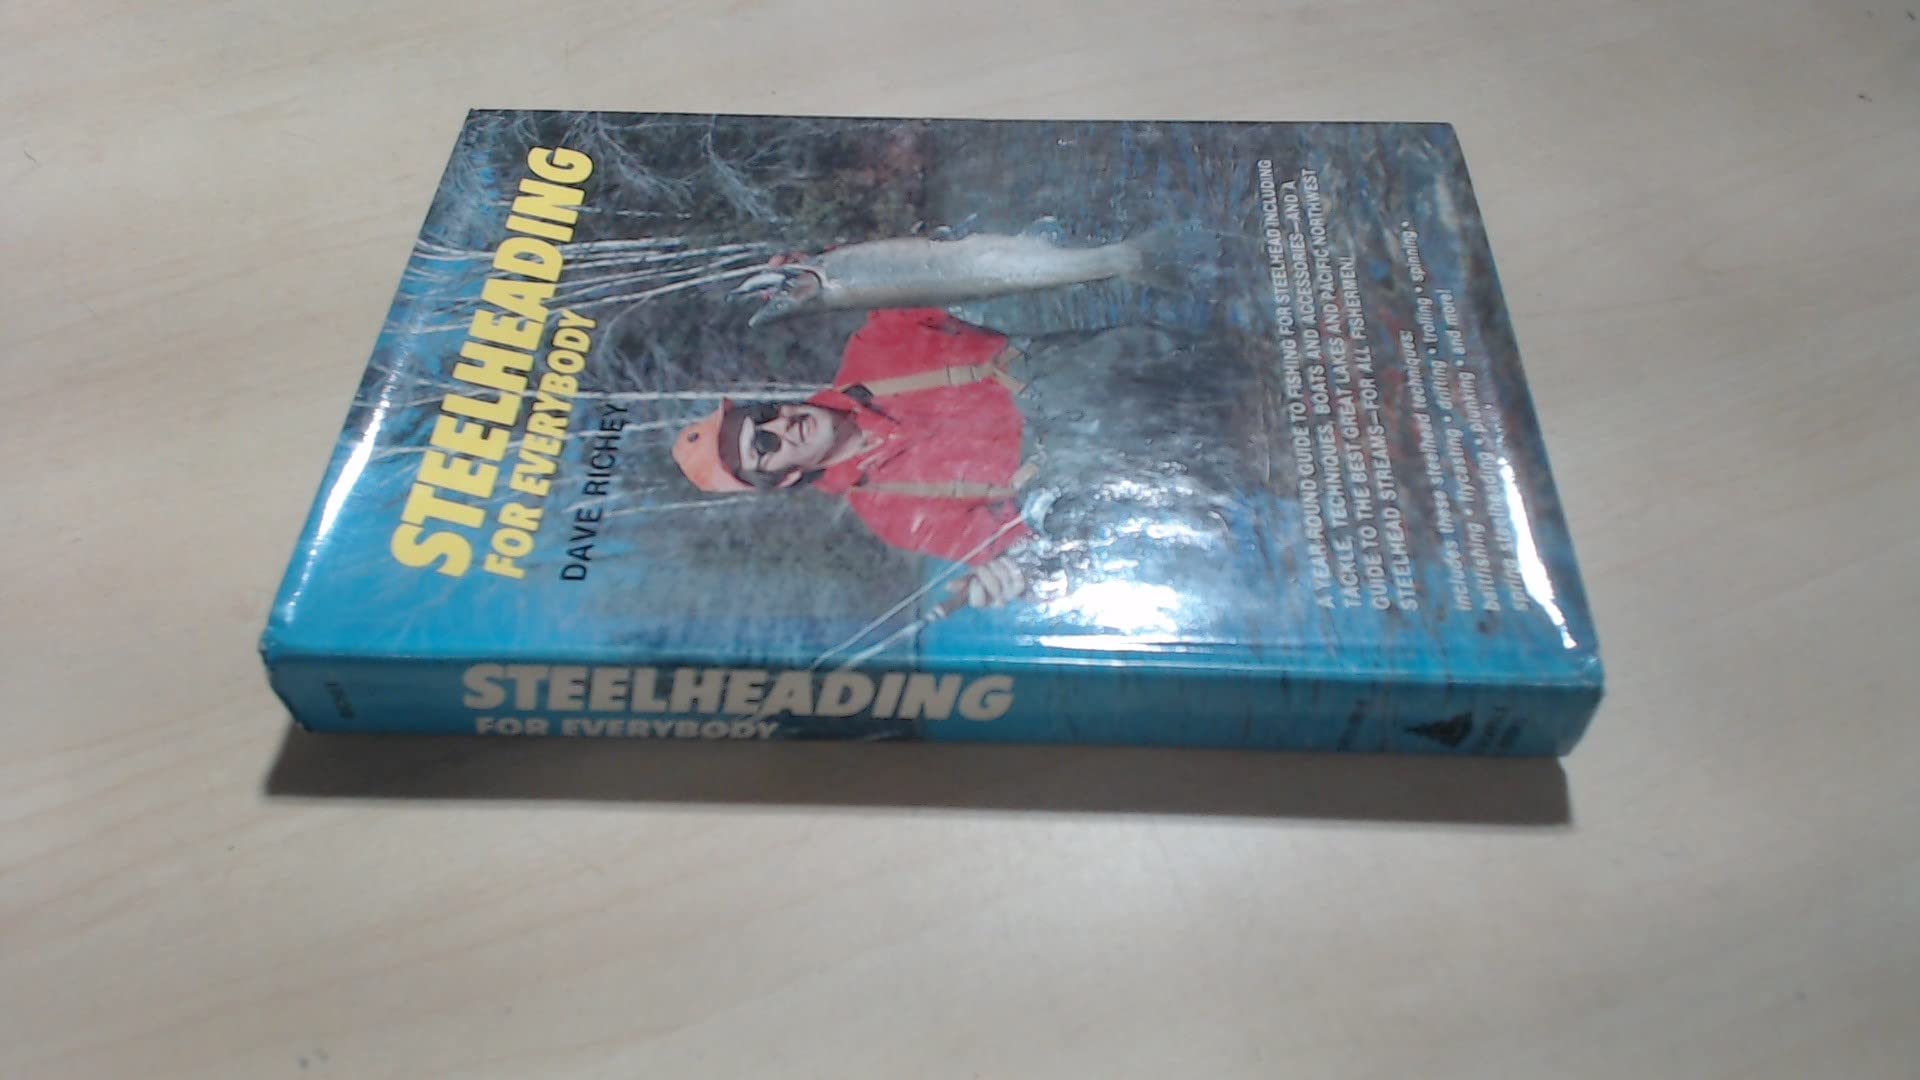 STEELHEADING
FOR EVERYBODY
DAVE RICHEY
A YEAR-ROUND GUIDE TO FISHING FOR STEELHEAD INCLUDING
TACKLE, TECHNIQUES, BOATS AND ACCESSORIES—AND A
GUIDE TO THE BEST GREAT LAKES AND PACIFIC NORTHWEST
STEELHEAD STREAMS—FOR ALL FISHERMEN!
Includes these steelhead techniques:
baitfishing • flycasting • drifting • trolling • spinning •
spring steelheading • plunking • and more!
STEELHEADING
FOR EVERYBODY